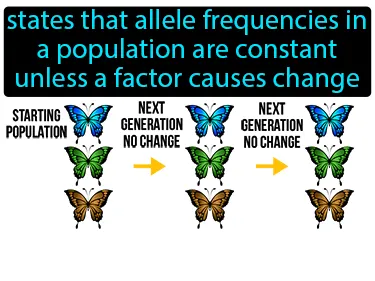 states that allele frequencies in
a population are constant
unless a factor causes change
STARTING
POPULATION
NEXT
GENERATION
NO CHANGE
NEXT
GENERATION
NO CHANGE